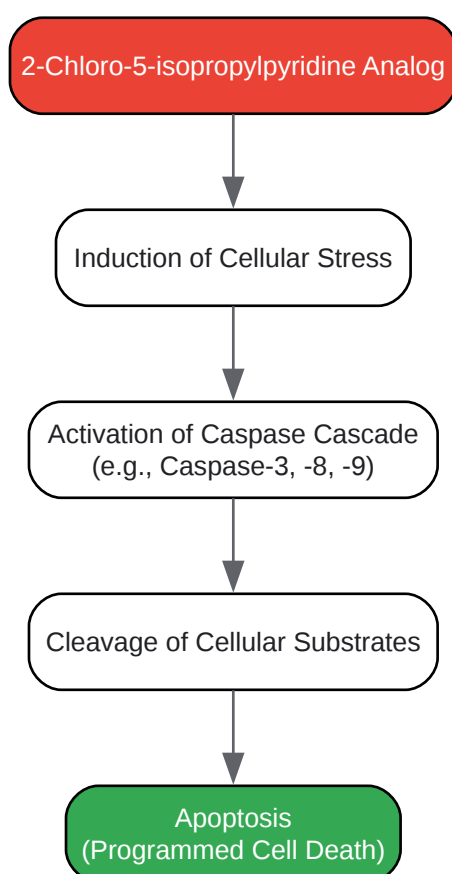 2-Chloro-5-isopropylpyridine Analog
Induction of Cellular Stress
Activation of Caspase Cascade
(e.g., Caspase-3, -8, -9)
Cleavage of Cellular Substrates
Apoptosis
(Programmed Cell Death)